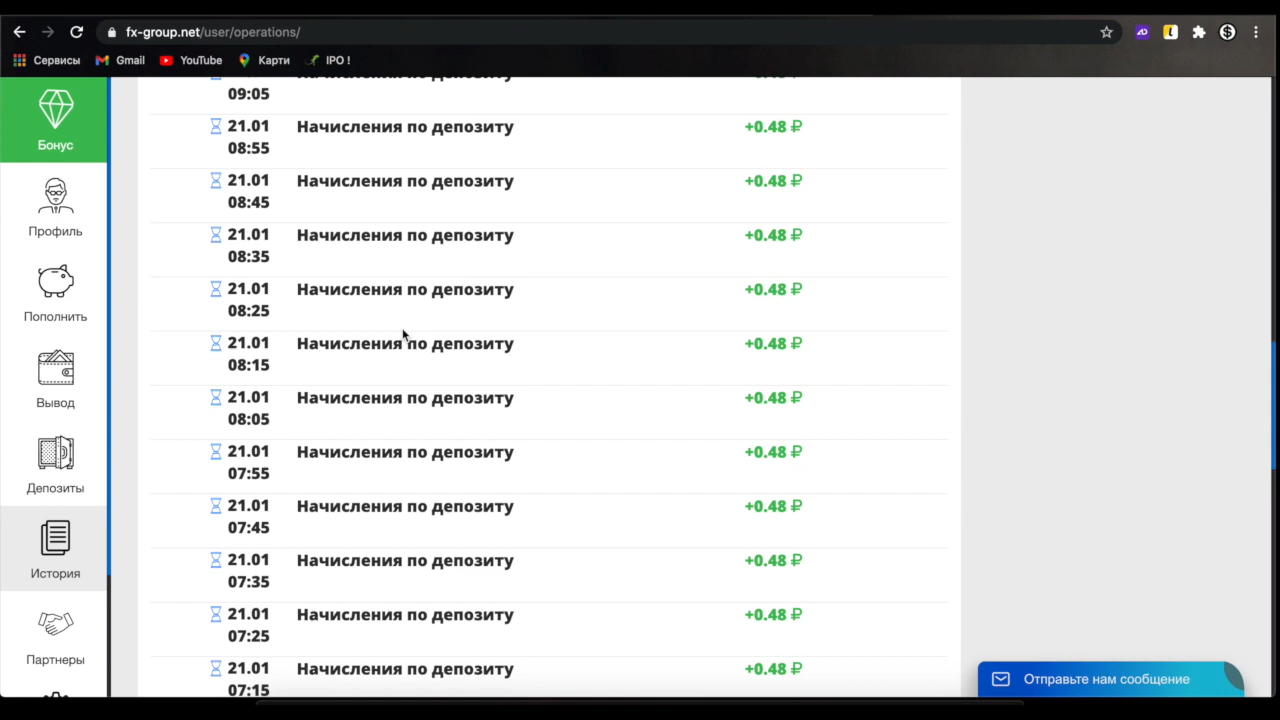 fx-group.net/user/operations/
Сервисы Gmail YouTube Карти IPO !
Бонус
Профиль
Пополнить
Вывод
Депозиты
История
Партнеры
09:05
21.01 Начисления по депозиту +0.48 ₽
08:55
21.01 Начисления по депозиту +0.48 ₽
08:45
21.01 Начисления по депозиту +0.48 ₽
08:35
21.01 Начисления по депозиту +0.48 ₽
08:25
21.01 Начисления по депозиту +0.48 ₽
08:15
21.01 Начисления по депозиту +0.48 ₽
08:05
21.01 Начисления по депозиту +0.48 ₽
07:55
21.01 Начисления по депозиту +0.48 ₽
07:45
21.01 Начисления по депозиту +0.48 ₽
07:35
21.01 Начисления по депозиту +0.48 ₽
07:25
21.01 Начисления по депозиту +0.48 ₽
07:15
Отправьте нам сообщение